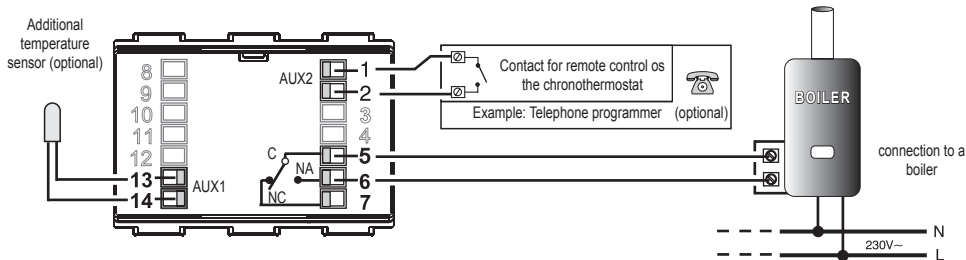 Additional
temperature
sensor (optional)
8
9
10
11
12
13
14
AUX1
AUX2
1
2
3
4
5
6
7
C
NA
NC
Contact for remote control os
the chronothermostat
Example: Telephone programmer
(optional)
BOILER
connection to a
boiler
N
230V~
L